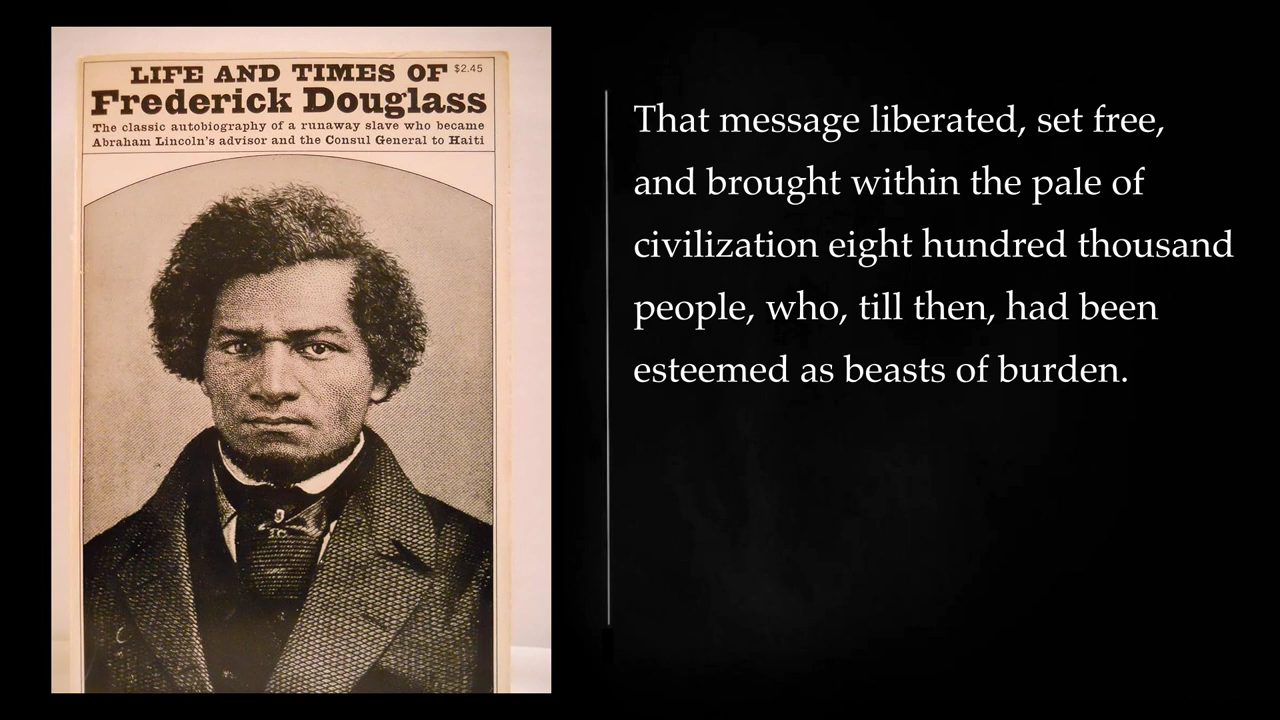 LIFE AND TIMES OF $2.45
Frederick Douglass
The classic autobiography of a runaway slave who became
Abraham Lincoln's advisor and the Consul General to Haiti
That message liberated, set free,
and brought within the pale of
civilization eight hundred thousand
people, who, till then, had been
esteemed as beasts of burden.